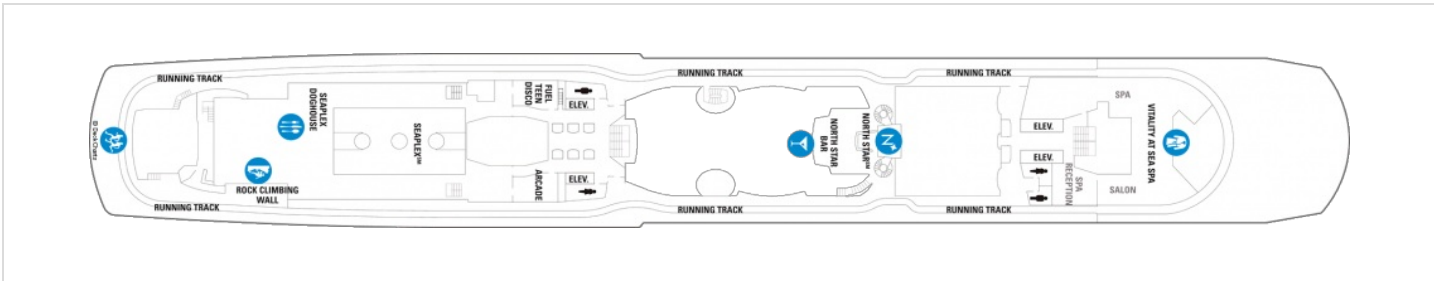 RUNNING TRACK
RUNNING TRACK
RUNNING TRACK
SEAPLEX
DOGHOUSE
FUEL
TEEN
DISCO
ELEV.
SPA
VITALITY AT SEA SPA
© Deck-Chairs
SEAPLEX™
NORTH STAR
BAR
NORTH STAR™
N
ELEV.
ELEV.
ROCK CLIMBING
WALL
ARCADE
ELEV.
SPA
RECEPTION
SALON
RUNNING TRACK
RUNNING TRACK
RUNNING TRACK